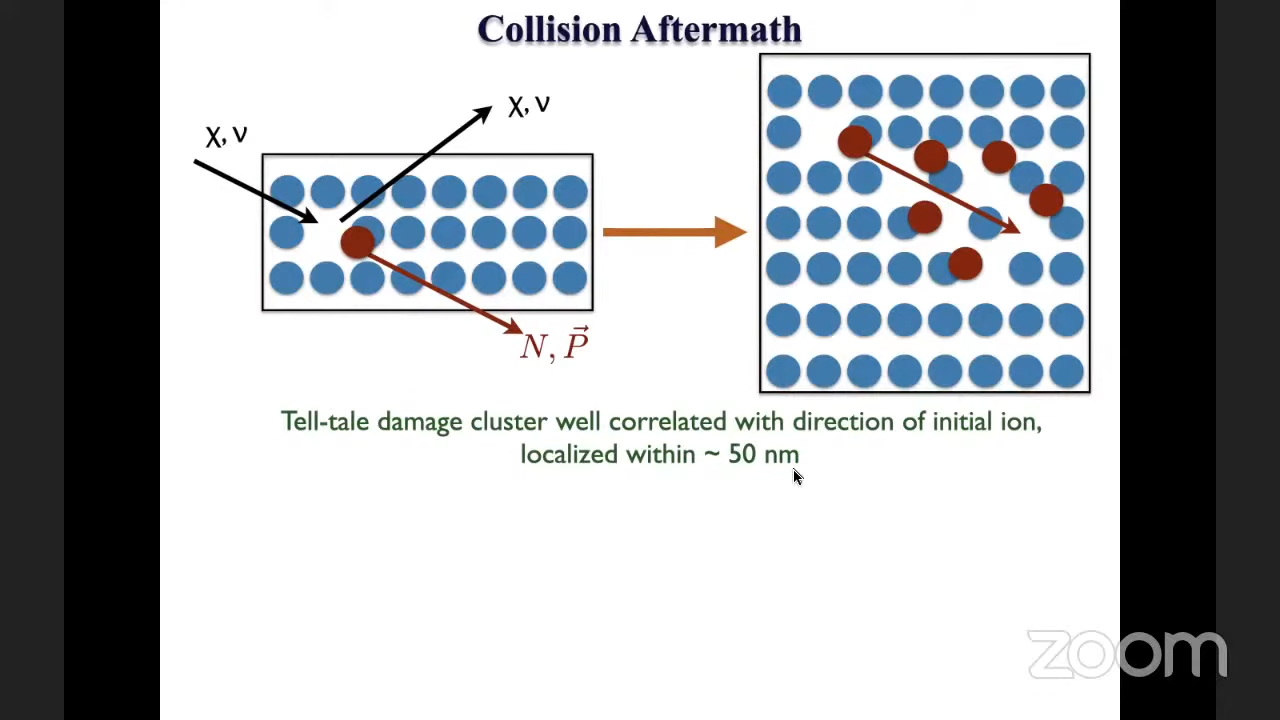 Collision Aftermath
χ, ν
χ, ν
N, P⃗
Tell-tale damage cluster well correlated with direction of initial ion,
localized within ~ 50 nm
zoom